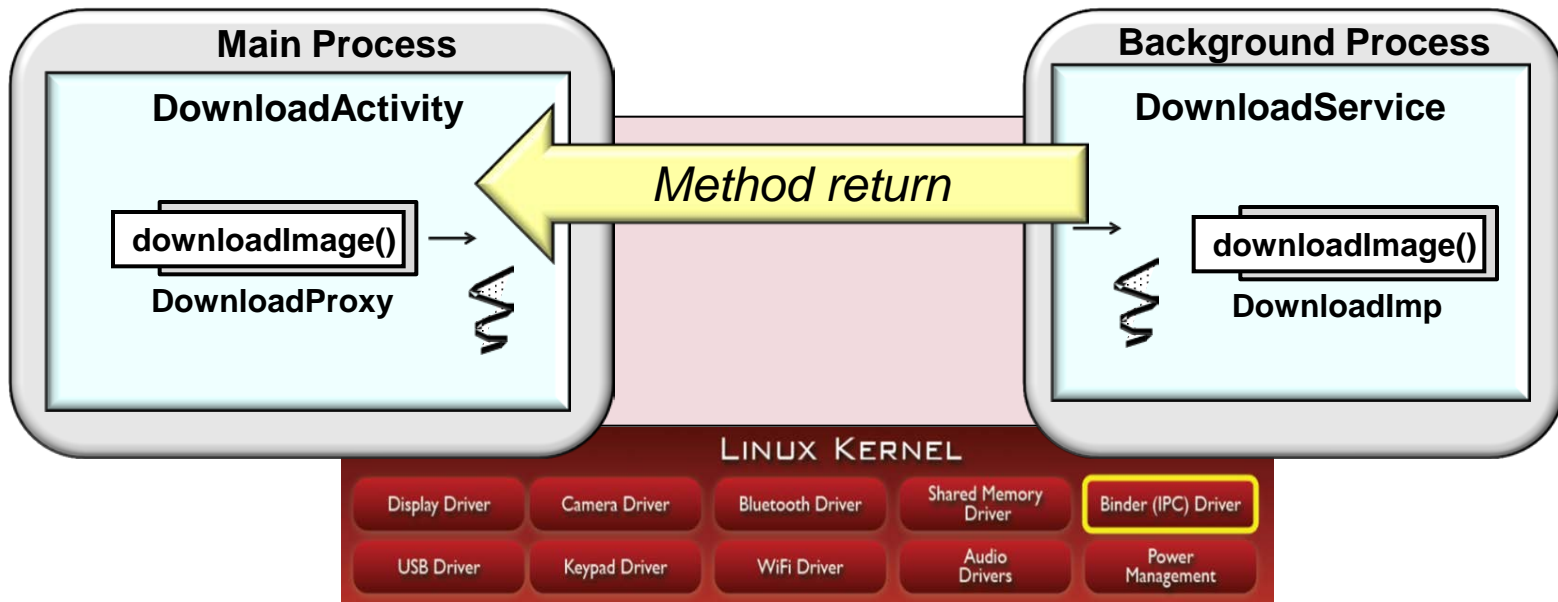 Main Process
DownloadActivity
downloadImage()
DownloadProxy
Method return
Background Process
DownloadService
downloadImage()
DownloadImp
LINUX KERNEL
Display Driver
Camera Driver
Bluetooth Driver
Shared Memory
Driver
Binder (IPC) Driver
USB Driver
Keypad Driver
WiFi Driver
Audio
Drivers
Power
Management